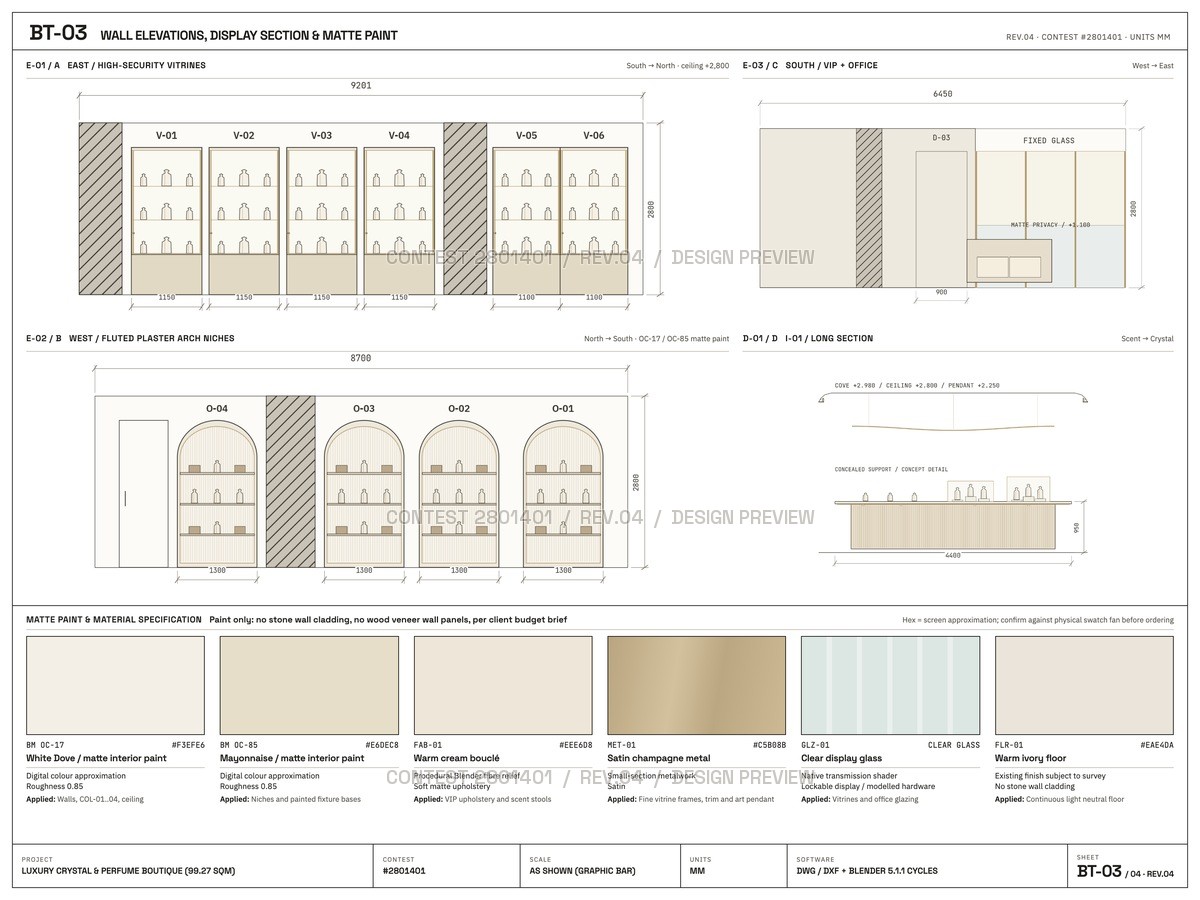 BT-03 WALL ELEVATIONS, DISPLAY SECTION & MATTE PAINT
REV.04 · CONTEST #2801401 · UNITS MM
E-01 / A EAST / HIGH-SECURITY VITRINES
South → North · ceiling +2,800
9201
V-01 V-02 V-03 V-04 V-05 V-06
2800
1150 1150 1150 1150 1100 1100
E-03 / C SOUTH / VIP + OFFICE
West → East
6450
D-03
FIXED GLASS
MATTE PRIVACY / +1.100
2800
900
CONTEST 2801401 / REV.04 / DESIGN PREVIEW
E-02 / B WEST / FLUTED PLASTER ARCH NICHES
North → South · OC-17 / OC-85 matte paint
8700
O-04 O-03 O-02 O-01
2800
1300 1300 1300 1300
D-01 / D I-01 / LONG SECTION
Scent → Crystal
COVE +2.980 / CEILING +2.800 / PENDANT +2.250
CONCEALED SUPPORT / CONCEPT DETAIL
950
4400
CONTEST 2801401 / REV.04 / DESIGN PREVIEW
MATTE PAINT & MATERIAL SPECIFICATION Paint only: no stone wall cladding, no wood veneer wall panels, per client budget brief
Hex = screen approximation; confirm against physical swatch fan before ordering
BM OC-17 #F3EFE6
White Dove / matte interior paint
Digital colour approximation
Roughness 0.85
Applied: Walls, COL-01..04, ceiling
BM OC-85 #E6DEC8
Mayonnaise / matte interior paint
Digital colour approximation
Roughness 0.85
Applied: Niches and painted fixture bases
FAB-01 #EEE6D8
Warm cream bouclé
Procedural Blender fiber relief
Soft matte upholstery
Applied: VIP upholstery and scent stools
MET-01 #C5B08B
Satin champagne metal
Small-section metalwork
Satin
Applied: Fine vitrine frames, trim and art pendant
GLZ-01 CLEAR GLASS
Clear display glass
Native transmission shader
Lockable display / modelled hardware
Applied: Vitrines and office glazing
FLR-01 #EAE4DA
Warm ivory floor
Existing finish subject to survey
No stone wall cladding
Applied: Continuous light neutral floor
CONTEST 2801401 / REV.04 / DESIGN PREVIEW
PROJECT
LUXURY CRYSTAL & PERFUME BOUTIQUE (99.27 SQM)
CONTEST
#2801401
SCALE
AS SHOWN (GRAPHIC BAR)
UNITS
MM
SOFTWARE
DWG / DXF + BLENDER 5.1.1 CYCLES
SHEET
BT-03 / 04 · REV.04